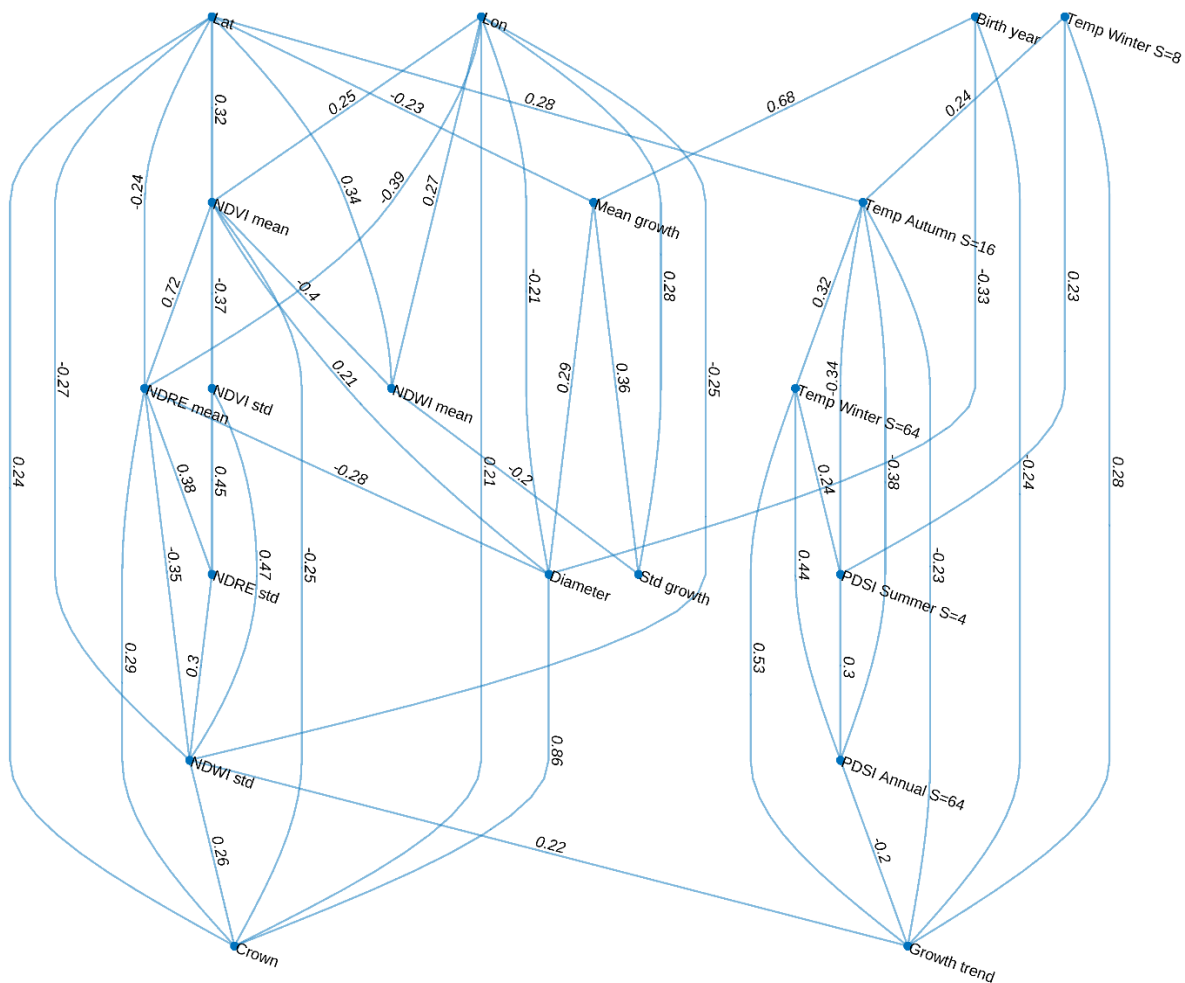 Lat
Lon
Birth year
Temp Winter S=8
0.32
0.25
-0.23
0.28
0.68
0.24
-0.24
0.34
-0.39
0.27
NDVI mean
Mean growth
Temp Autumn S=16
0.72
-0.37
-0.4
-0.21
0.28
0.32
-0.33
0.23
-0.27
0.21
0.29
0.36
-0.25
-0.34
NDRE mean
NDVI std
NDWI mean
Temp Winter S=64
0.24
0.38
0.45
-0.28
0.21
-0.2
0.24
-0.38
-0.24
0.28
-0.35
0.47
-0.25
0.44
-0.23
NDRE std
Diameter
Std growth
PDSI Summer S=4
0.29
0.3
0.53
0.3
0.86
NDWI std
PDSI Annual S=64
0.26
0.22
-0.2
Crown
Growth trend